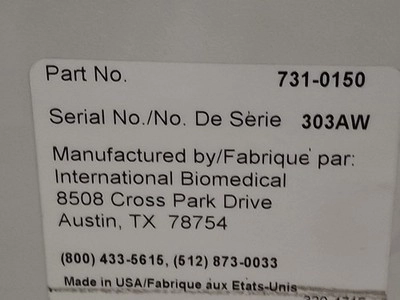 Part No. 731-0150
Serial No./No. De Série 303AW
Manufactured by/Fabrique' par:
International Biomedical
8508 Cross Park Drive
Austin, TX 78754
(800) 433-5615, (512) 873-0033
Made in USA/Fabrique aux Etats-Unis